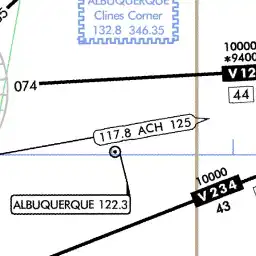 ALBUQUERQUE
Clines Corner
132.8 346.35
10000
*9400
V12
44
074
117.8 ACH 125
ALBUQUERQUE 122.3
10000
V234
43